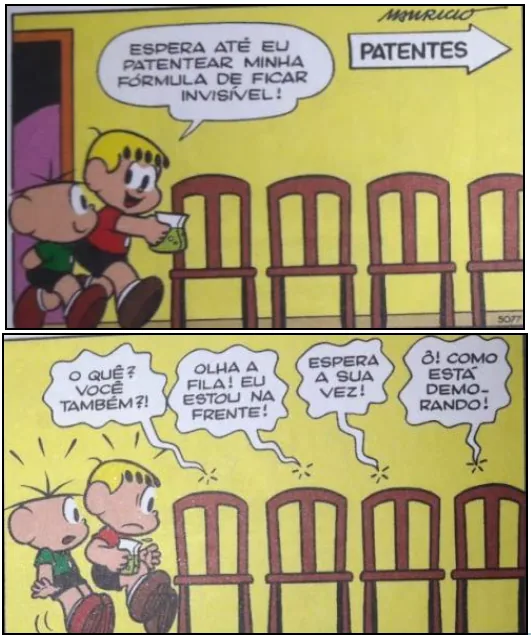 MAURICIO
ESPERA ATÉ EU
PATENTEAR MINHA
FÓRMULA DE FICAR
INVISÍVEL!
PATENTES
5077
O QUÊ?
VOCÊ
TAMBÉM?!
OLHA A
FILA! EU
ESTOU NA
FRENTE!
ESPERA
A SUA
VEZ!
Ô! COMO
ESTÁ
DEMO-
RANDO!